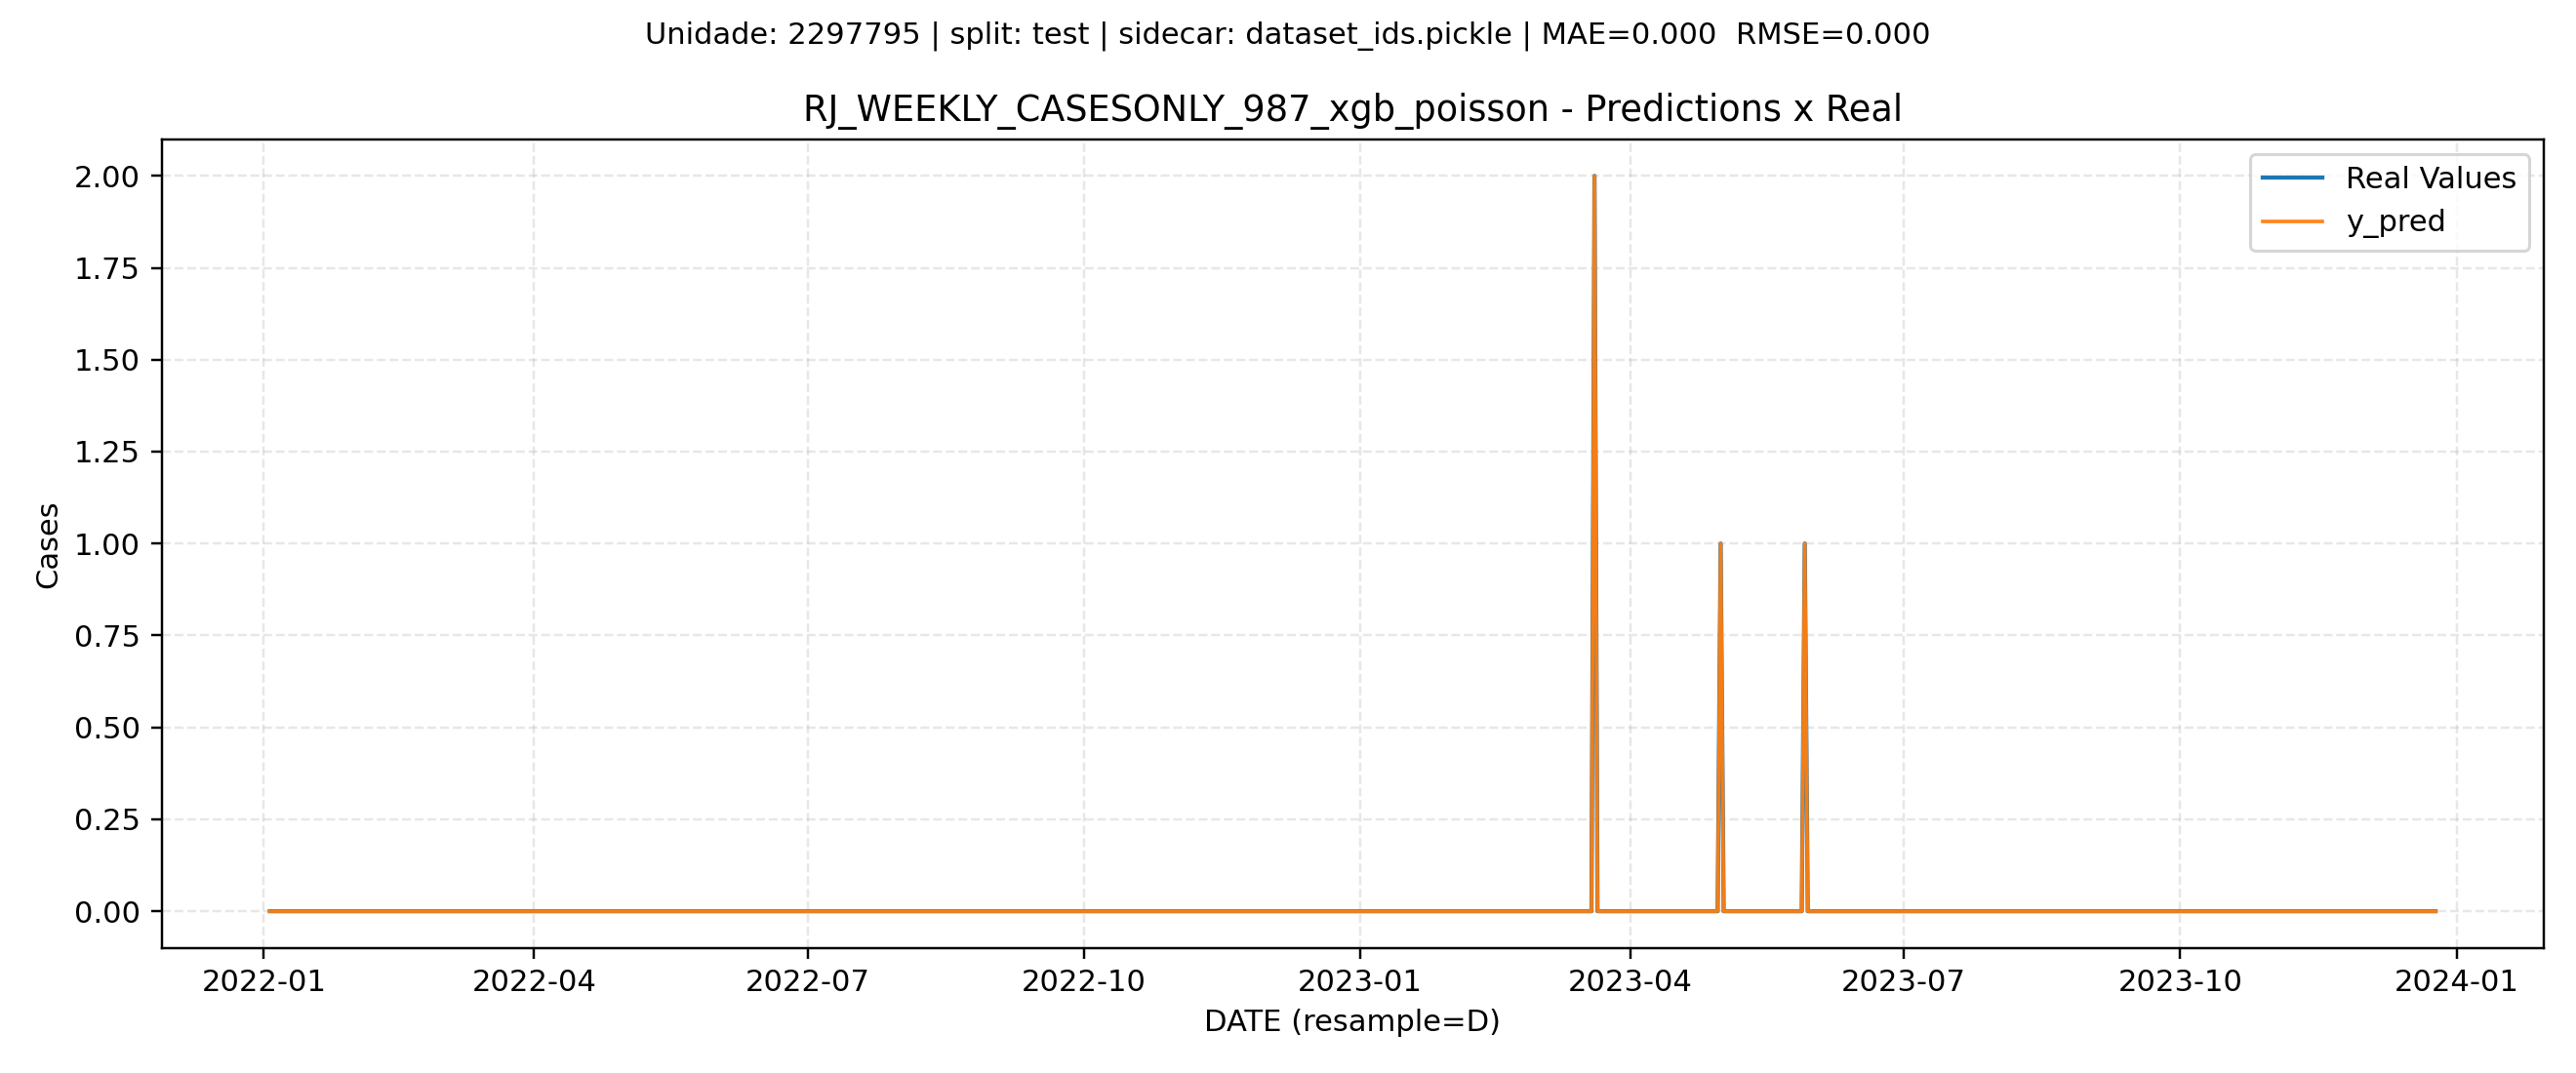 Unidade: 2297795 | split: test | sidecar: dataset_ids.pickle | MAE=0.000  RMSE=0.000
RJ_WEEKLY_CASESONLY_987_xgb_poisson - Predictions x Real
Real Values
y_pred
2.00
1.75
1.50
1.25
1.00
0.75
0.50
0.25
0.00
Cases
2022-01 2022-04 2022-07 2022-10 2023-01 2023-04 2023-07 2023-10 2024-01
DATE (resample=D)